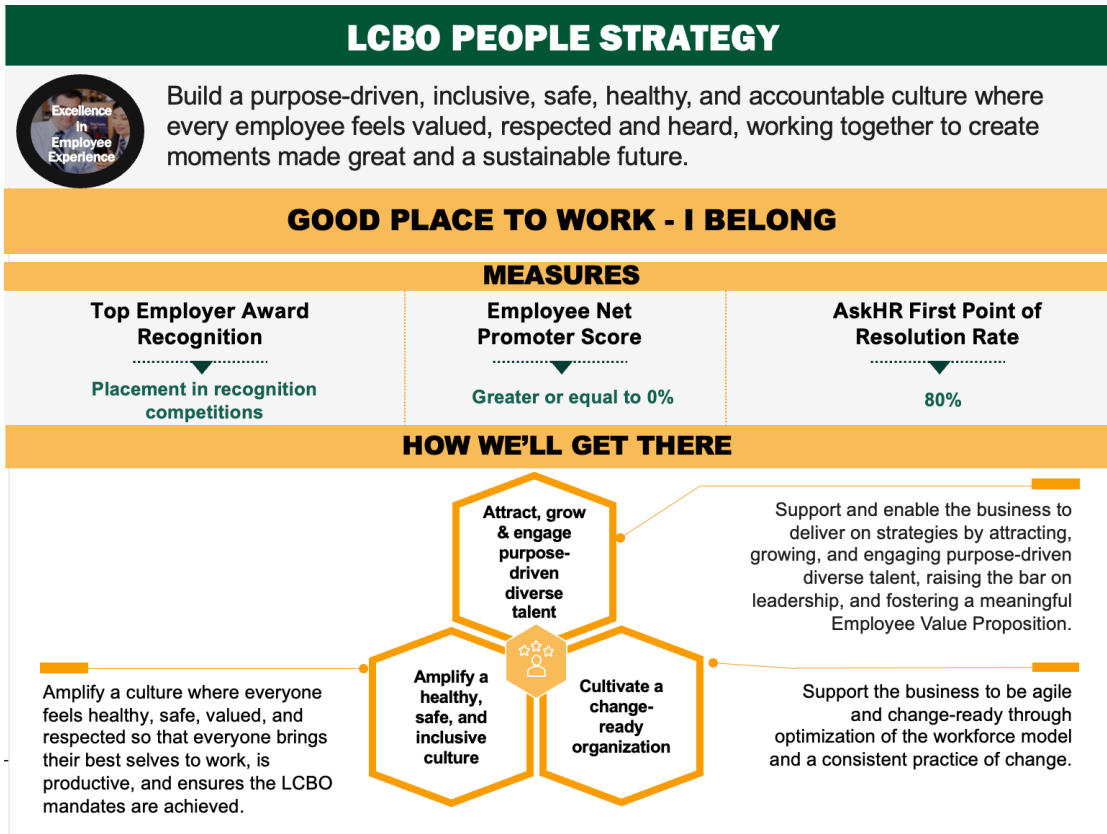 LCBO PEOPLE STRATEGY
Excellence
in
Employee
Experience
Build a purpose-driven, inclusive, safe, healthy, and accountable culture where
every employee feels valued, respected and heard, working together to create
moments made great and a sustainable future.
GOOD PLACE TO WORK - I BELONG
MEASURES
Top Employer Award
Recognition
Placement in recognition
competitions
Employee Net
Promoter Score
Greater or equal to 0%
AskHR First Point of
Resolution Rate
80%
HOW WE'LL GET THERE
Attract, grow
& engage
purpose-
driven
diverse
talent
Support and enable the business to
deliver on strategies by attracting,
growing, and engaging purpose-driven
diverse talent, raising the bar on
leadership, and fostering a meaningful
Employee Value Proposition.
Amplify a culture where everyone
feels healthy, safe, valued, and
respected so that everyone brings
their best selves to work, is
productive, and ensures the LCBO
mandates are achieved.
Amplify a
healthy,
safe, and
inclusive
culture
Cultivate a
change-
ready
organization
Support the business to be agile
and change-ready through
optimization of the workforce model
and a consistent practice of change.